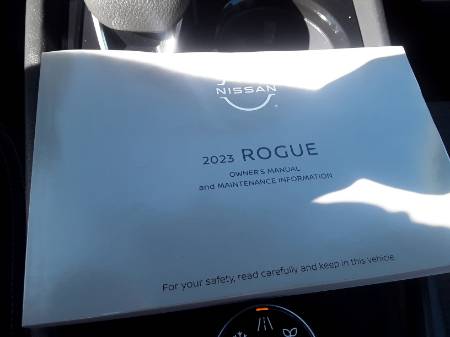 NISSAN
2023 ROGUE
OWNER'S MANUAL
and MAINTENANCE INFORMATION
For your safety, read carefully and keep in this vehicle.